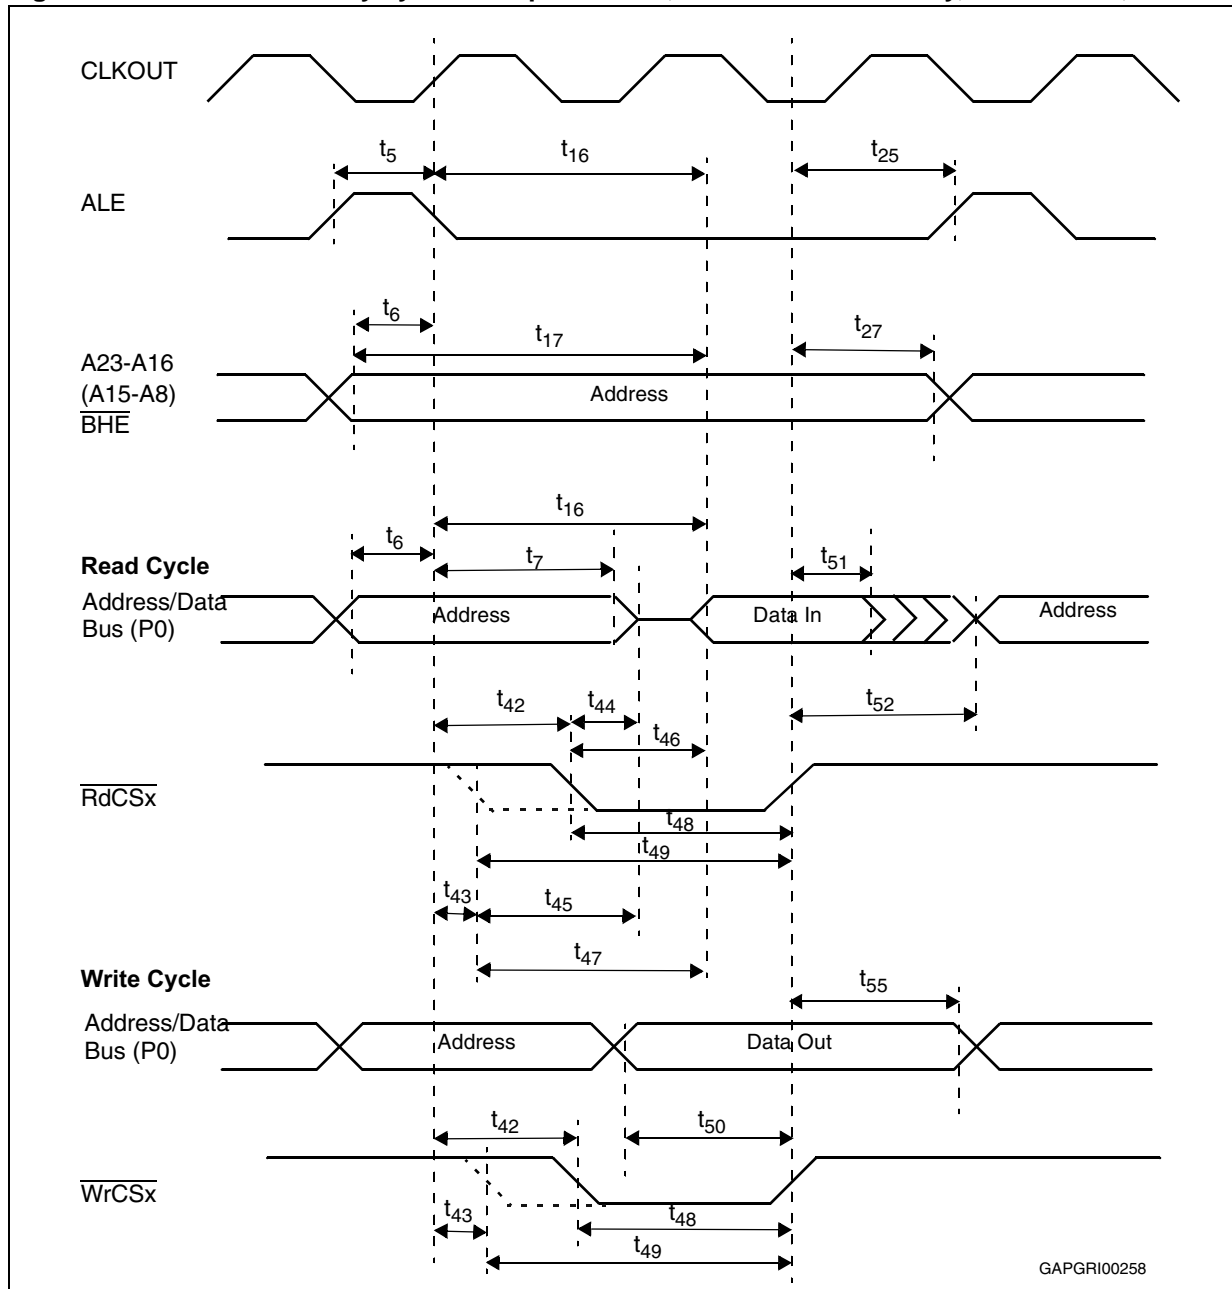 CLKOUT
t5
t16
t25
ALE
t6
t17
t27
A23-A16
(A15-A8)
BHE
Address
t16
t6
t7
t51
Read Cycle
Address/Data
Bus (P0)
Address
Data In
Address
t42
t44
t52
t46
RdCSx
t48
t49
t43
t45
t47
Write Cycle
t55
Address/Data
Bus (P0)
Address
Data Out
t42
t50
WrCSx
t43
t48
t49
GAPGRI00258